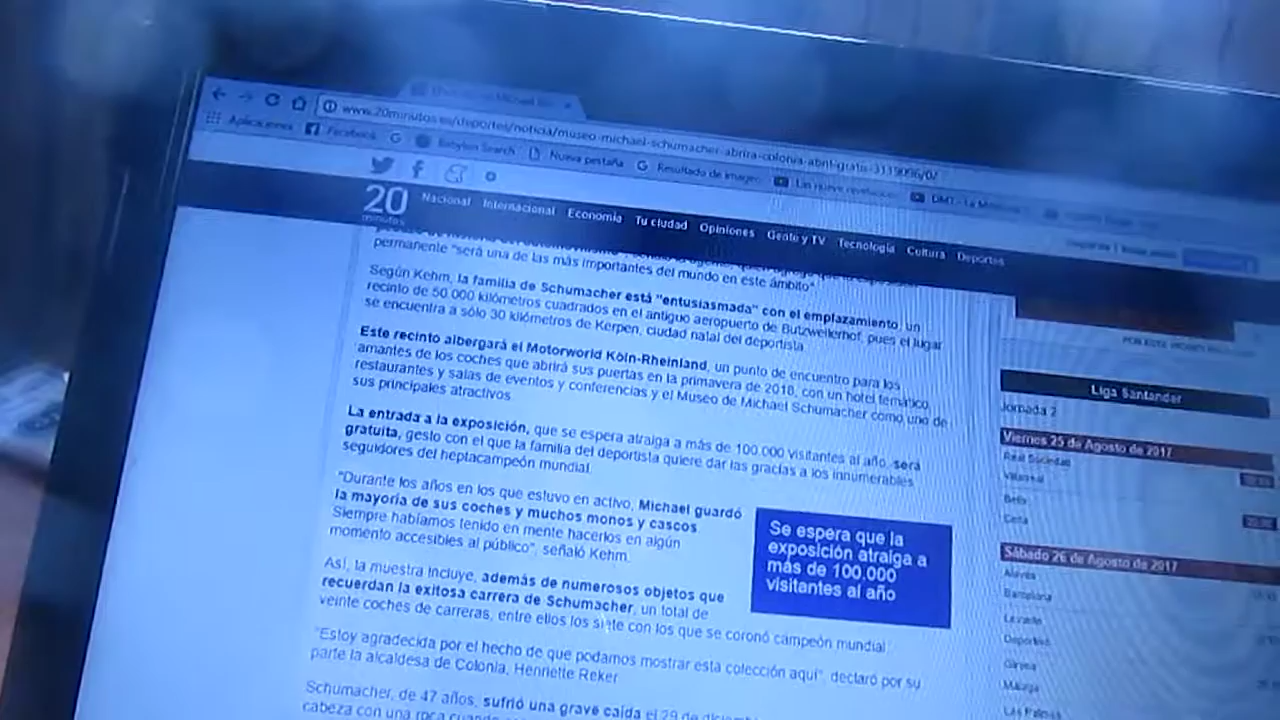 www.20minutos.es/deportes/noticia/museo-michael-schumacher-abrira-colonia-abril-gratis-3119096/0/
Aplicaciones Facebook Babylon Search Nueva pestaña Resultado de imagen
20
minutos
Nacional Internacional Economía Tu ciudad Opiniones Gente y TV Tecnología Cultura Deportes
permanente "será una de las más importantes del mundo en este ámbito".
Según Kehm, la familia de Schumacher está "entusiasmada" con el emplazamiento, un
recinto de 50.000 kilómetros cuadrados en el antiguo aeropuerto de Butzweilerhof, pues el lugar
se encuentra a sólo 30 kilómetros de Kerpen, ciudad natal del deportista.
Este recinto albergará el Motorworld Köln-Rheinland, un punto de encuentro para los
amantes de los coches que abrirá sus puertas en la primavera de 2018, con un hotel temático,
restaurantes y salas de eventos y conferencias y el Museo de Michael Schumacher como uno de
sus principales atractivos.
La entrada a la exposición, que se espera atraiga a más de 100.000 visitantes al año, será
gratuita, gesto con el que la familia del deportista quiere dar las gracias a los innumerables
seguidores del heptacampeón mundial.
"Durante los años en los que estuvo en activo, Michael guardó
la mayoría de sus coches y muchos monos y cascos.
Siempre habíamos tenido en mente hacerlos en algún
momento accesibles al público", señaló Kehm.
Se espera que la
exposición atraiga a
más de 100.000
visitantes al año
Así, la muestra incluye, además de numerosos objetos que
recuerdan la exitosa carrera de Schumacher, un total de
veinte coches de carreras, entre ellos los siete con los que se coronó campeón mundial.
"Estoy agradecida por el hecho de que podamos mostrar esta colección aquí", declaró por su
parte la alcaldesa de Colonia, Henriette Reker.
Schumacher, de 47 años, sufrió una grave caída el 29 de
cabeza con una roca cuando
Liga Santander
Jornada 2
Viernes 25 de Agosto de 2017
Real Sociedad
Villarreal
Betis
Celta
Sábado 26 de Agosto de 2017
Alavés
Barcelona
Levante
Deportivo
Girona
Málaga
Las Palmas